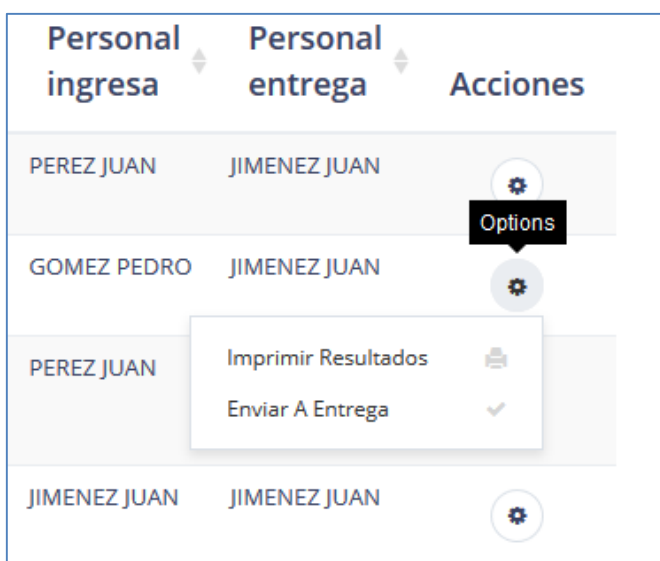 Personal ingresa
Personal entrega
Acciones
PEREZ JUAN JIMENEZ JUAN
Options
GOMEZ PEDRO JIMENEZ JUAN
Imprimir Resultados
PEREZ JUAN
Enviar A Entrega
JIMENEZ JUAN JIMENEZ JUAN